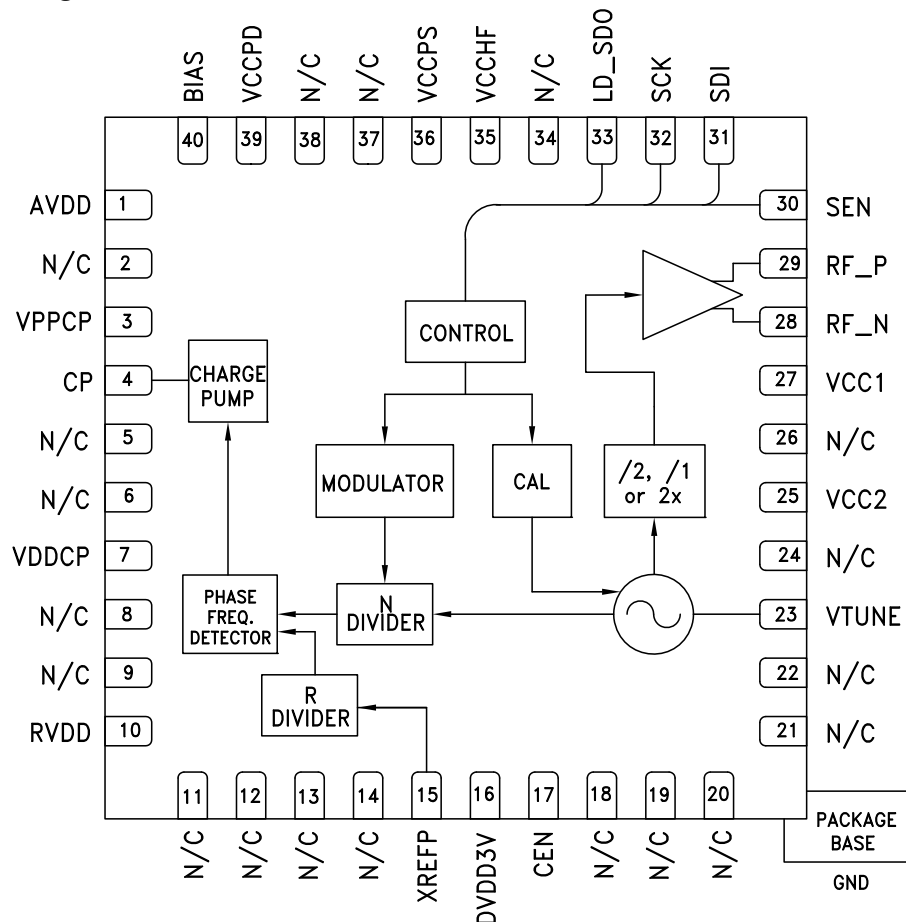 BIAS
VCCPD
N/C
N/C
VCCPS
VCCHF
N/C
LD_SDO
SCK
SDI
40
39
38
37
36
35
34
33
32
31
AVDD 1
N/C 2
VPPCP 3
CP 4
N/C 5
N/C 6
VDDCP 7
N/C 8
N/C 9
RVDD 10
30 SEN
29 RF_P
28 RF_N
27 VCC1
26 N/C
25 VCC2
24 N/C
23 VTUNE
22 N/C
21 N/C
CONTROL
CHARGE
PUMP
MODULATOR
CAL
/2, /1
or 2x
PHASE
FREQ.
DETECTOR
N
DIVIDER
R
DIVIDER
11
12
13
14
15
16
17
18
19
20
N/C
N/C
N/C
N/C
XREFP
DVDD3V
CEN
N/C
N/C
N/C
PACKAGE
BASE
GND